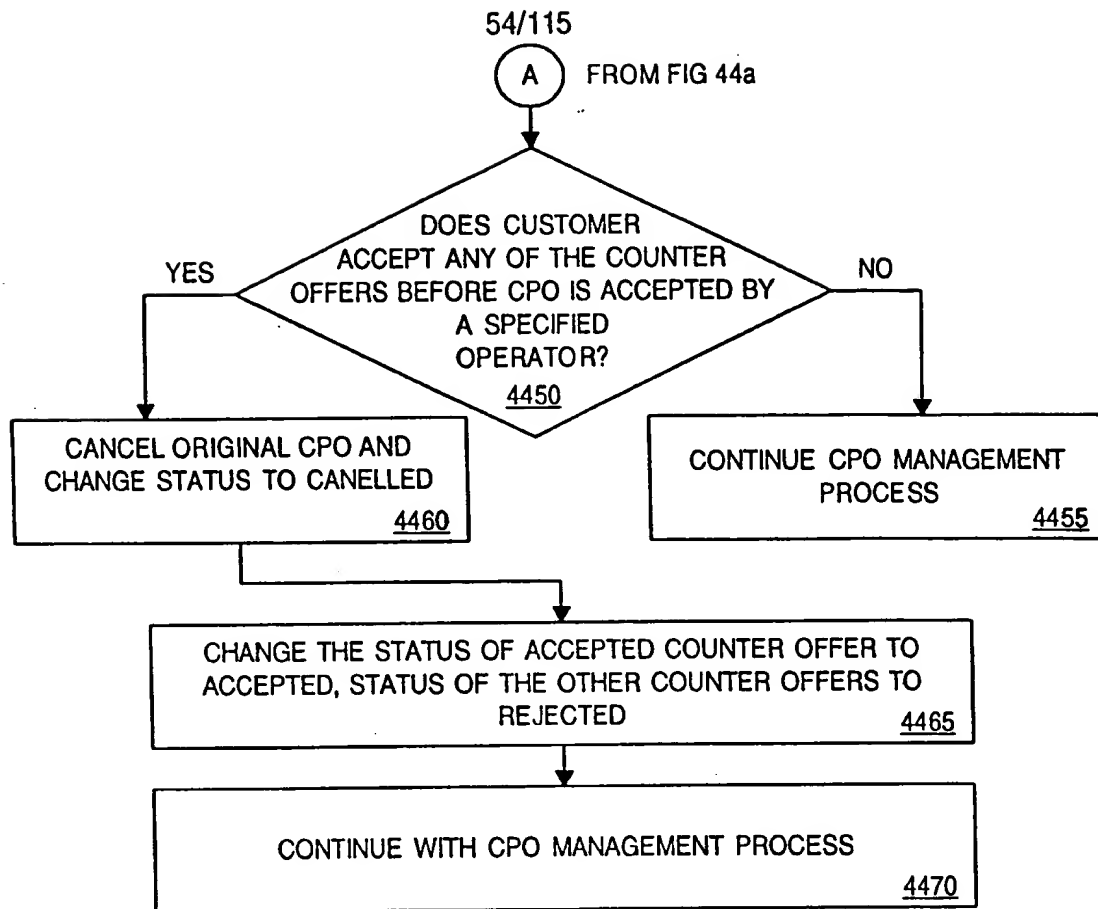 54/115
A FROM FIG 44a
DOES CUSTOMER
ACCEPT ANY OF THE COUNTER
OFFERS BEFORE CPO IS ACCEPTED BY
A SPECIFIED
OPERATOR?
4450
YES
NO
CANCEL ORIGINAL CPO AND
CHANGE STATUS TO CANELLED
4460
CONTINUE CPO MANAGEMENT
PROCESS
4455
CHANGE THE STATUS OF ACCEPTED COUNTER OFFER TO
ACCEPTED, STATUS OF THE OTHER COUNTER OFFERS TO
REJECTED
4465
CONTINUE WITH CPO MANAGEMENT PROCESS
4470